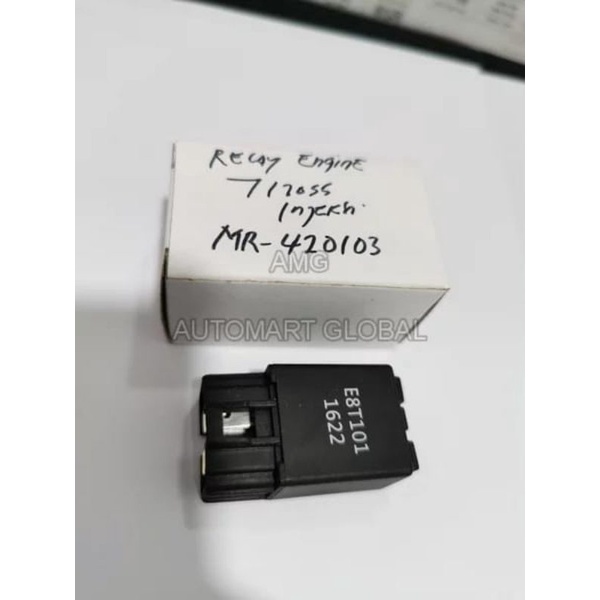 RELAY EnginE
T120SS
Injeksi
MR-420103
AMG
AUTOMART GLOBAL
E8T101
1622